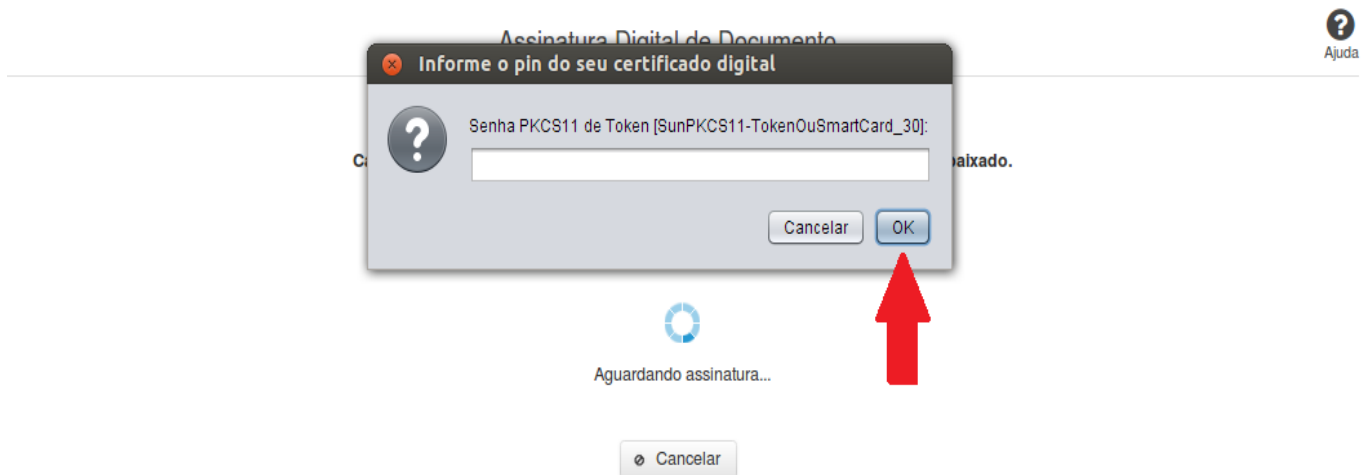 Assinatura Digital de Documento
Ajuda
Informe o pin do seu certificado digital
Senha PKCS11 de Token [SunPKCS11-TokenOuSmartCard_30]:
baixado.
Cancelar
OK
Aguardando assinatura...
Cancelar